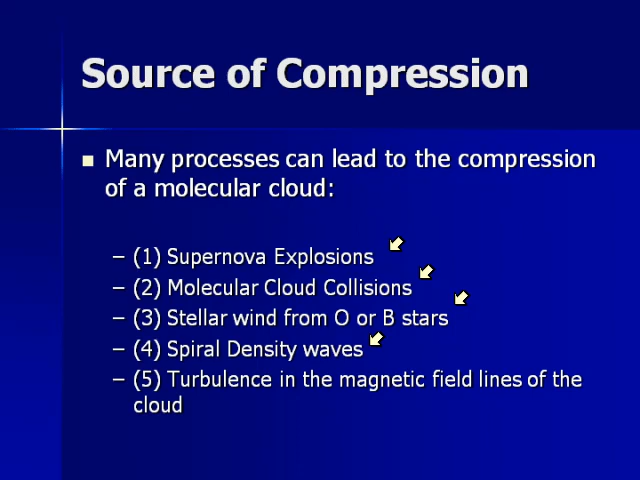 Source of Compression
■ Many processes can lead to the compression
of a molecular cloud:
– (1) Supernova Explosions
– (2) Molecular Cloud Collisions
– (3) Stellar wind from O or B stars
– (4) Spiral Density waves
– (5) Turbulence in the magnetic field lines of the
cloud